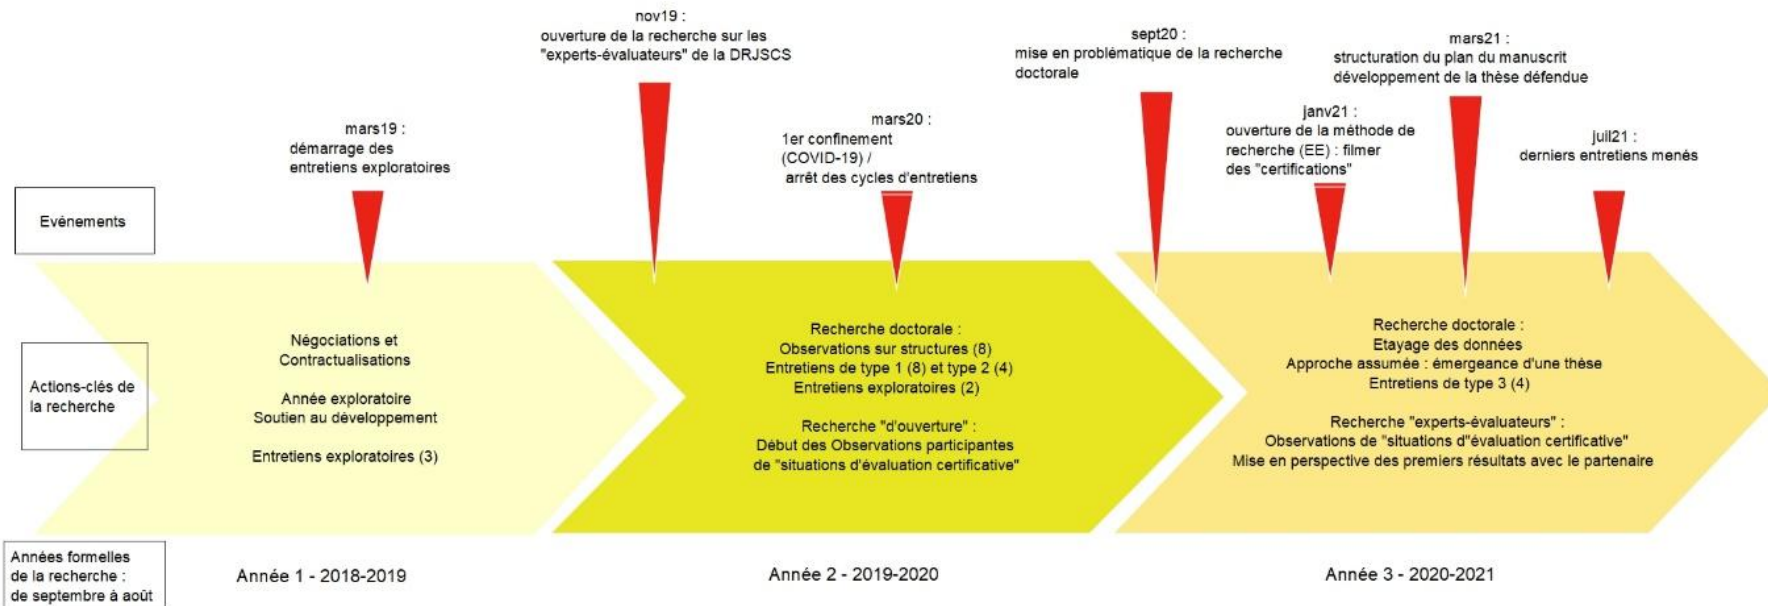 nov19 :
ouverture de la recherche sur les
"experts-évaluateurs" de la DRJSCS
sept20 :
mise en problématique de la recherche
doctorale
mars21 :
structuration du plan du manuscrit
développement de la thèse défendue
mars19 :
démarrage des
entretiens exploratoires
mars20 :
1er confinement
(COVID-19) /
arrêt des cycles d'entretiens
janv21 :
ouverture de la méthode de
recherche (EE) : filmer
des "certifications"
juil21 :
derniers entretiens menés
Evénements
Actions-clés de
la recherche
Négociations et
Contractualisations
Année exploratoire
Soutien au développement
Entretiens exploratoires (3)
Recherche doctorale :
Observations sur structures (8)
Entretiens de type 1 (8) et type 2 (4)
Entretiens exploratoires (2)
Recherche "d'ouverture" :
Début des Observations participantes
de "situations d'évaluation certificative"
Recherche doctorale :
Etayage des données
Approche assumée : émergeance d'une thèse
Entretiens de type 3 (4)
Recherche "experts-évaluateurs" :
Observations de "situations d"évaluation certificative"
Mise en perspective des premiers résultats avec le partenaire
Années formelles
de la recherche :
de septembre à août
Année 1 - 2018-2019
Année 2 - 2019-2020
Année 3 - 2020-2021